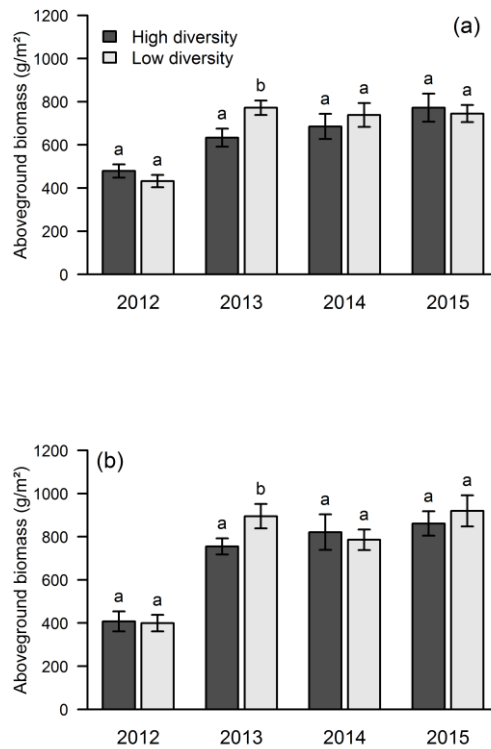 (a)
High diversity
Low diversity
Aboveground biomass (g/m²)
1200
1000
800
600
400
200
0
a a a b a a a a
2012 2013 2014 2015
(b)
Aboveground biomass (g/m²)
1200
1000
800
600
400
200
0
a a a b a a a a
2012 2013 2014 2015